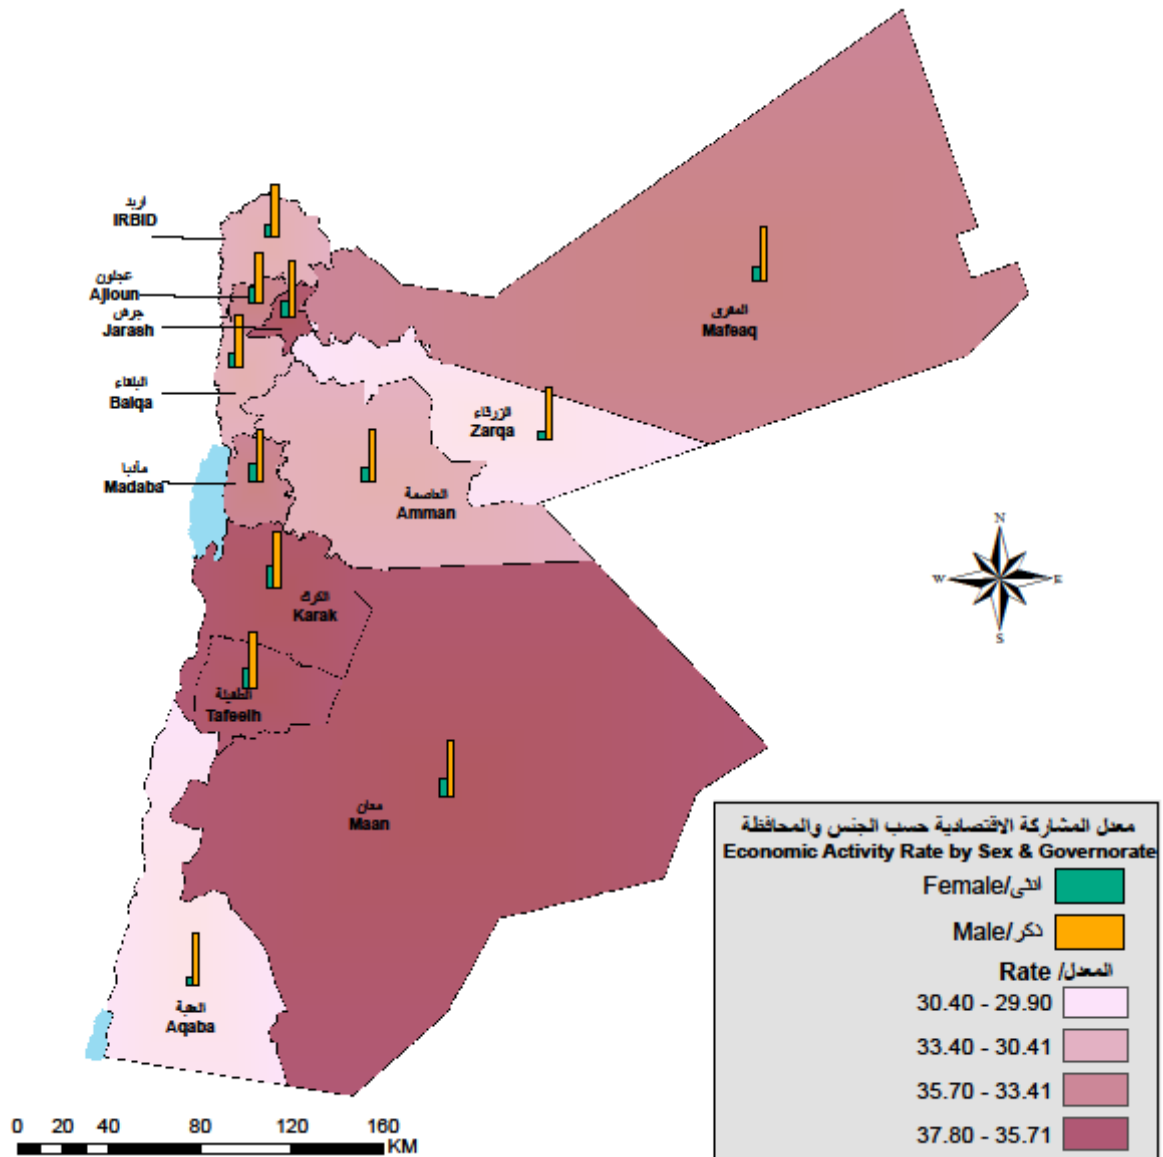 اربد
IRBID
عجلون
Ajloun
جرش
Jarash
البلقاء
Balqa
مأدبا
Madaba
المفرق
Mafeaq
الزرقاء
Zarqa
العاصمة
Amman
الكرك
Karak
الطفيلة
Tafeelh
معان
Maan
العقبة
Aqaba
N
W
E
S
معدل المشاركة الاقتصادية حسب الجنس والمحافظة
Economic Activity Rate by Sex & Governorate
Female/انثى
Male/ذكر
Rate /المعدل
30.40 - 29.90
33.40 - 30.41
35.70 - 33.41
37.80 - 35.71
0 20 40 80 120 160
KM